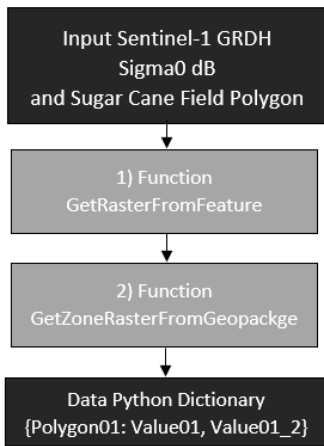 Input Sentinel-1 GRDH
Sigma0 dB
and Sugar Cane Field Polygon
1) Function
GetRasterFromFeature
2) Function
GetZoneRasterFromGeopackge
Data Python Dictionary
{Polygon01: Value01, Value01_2}